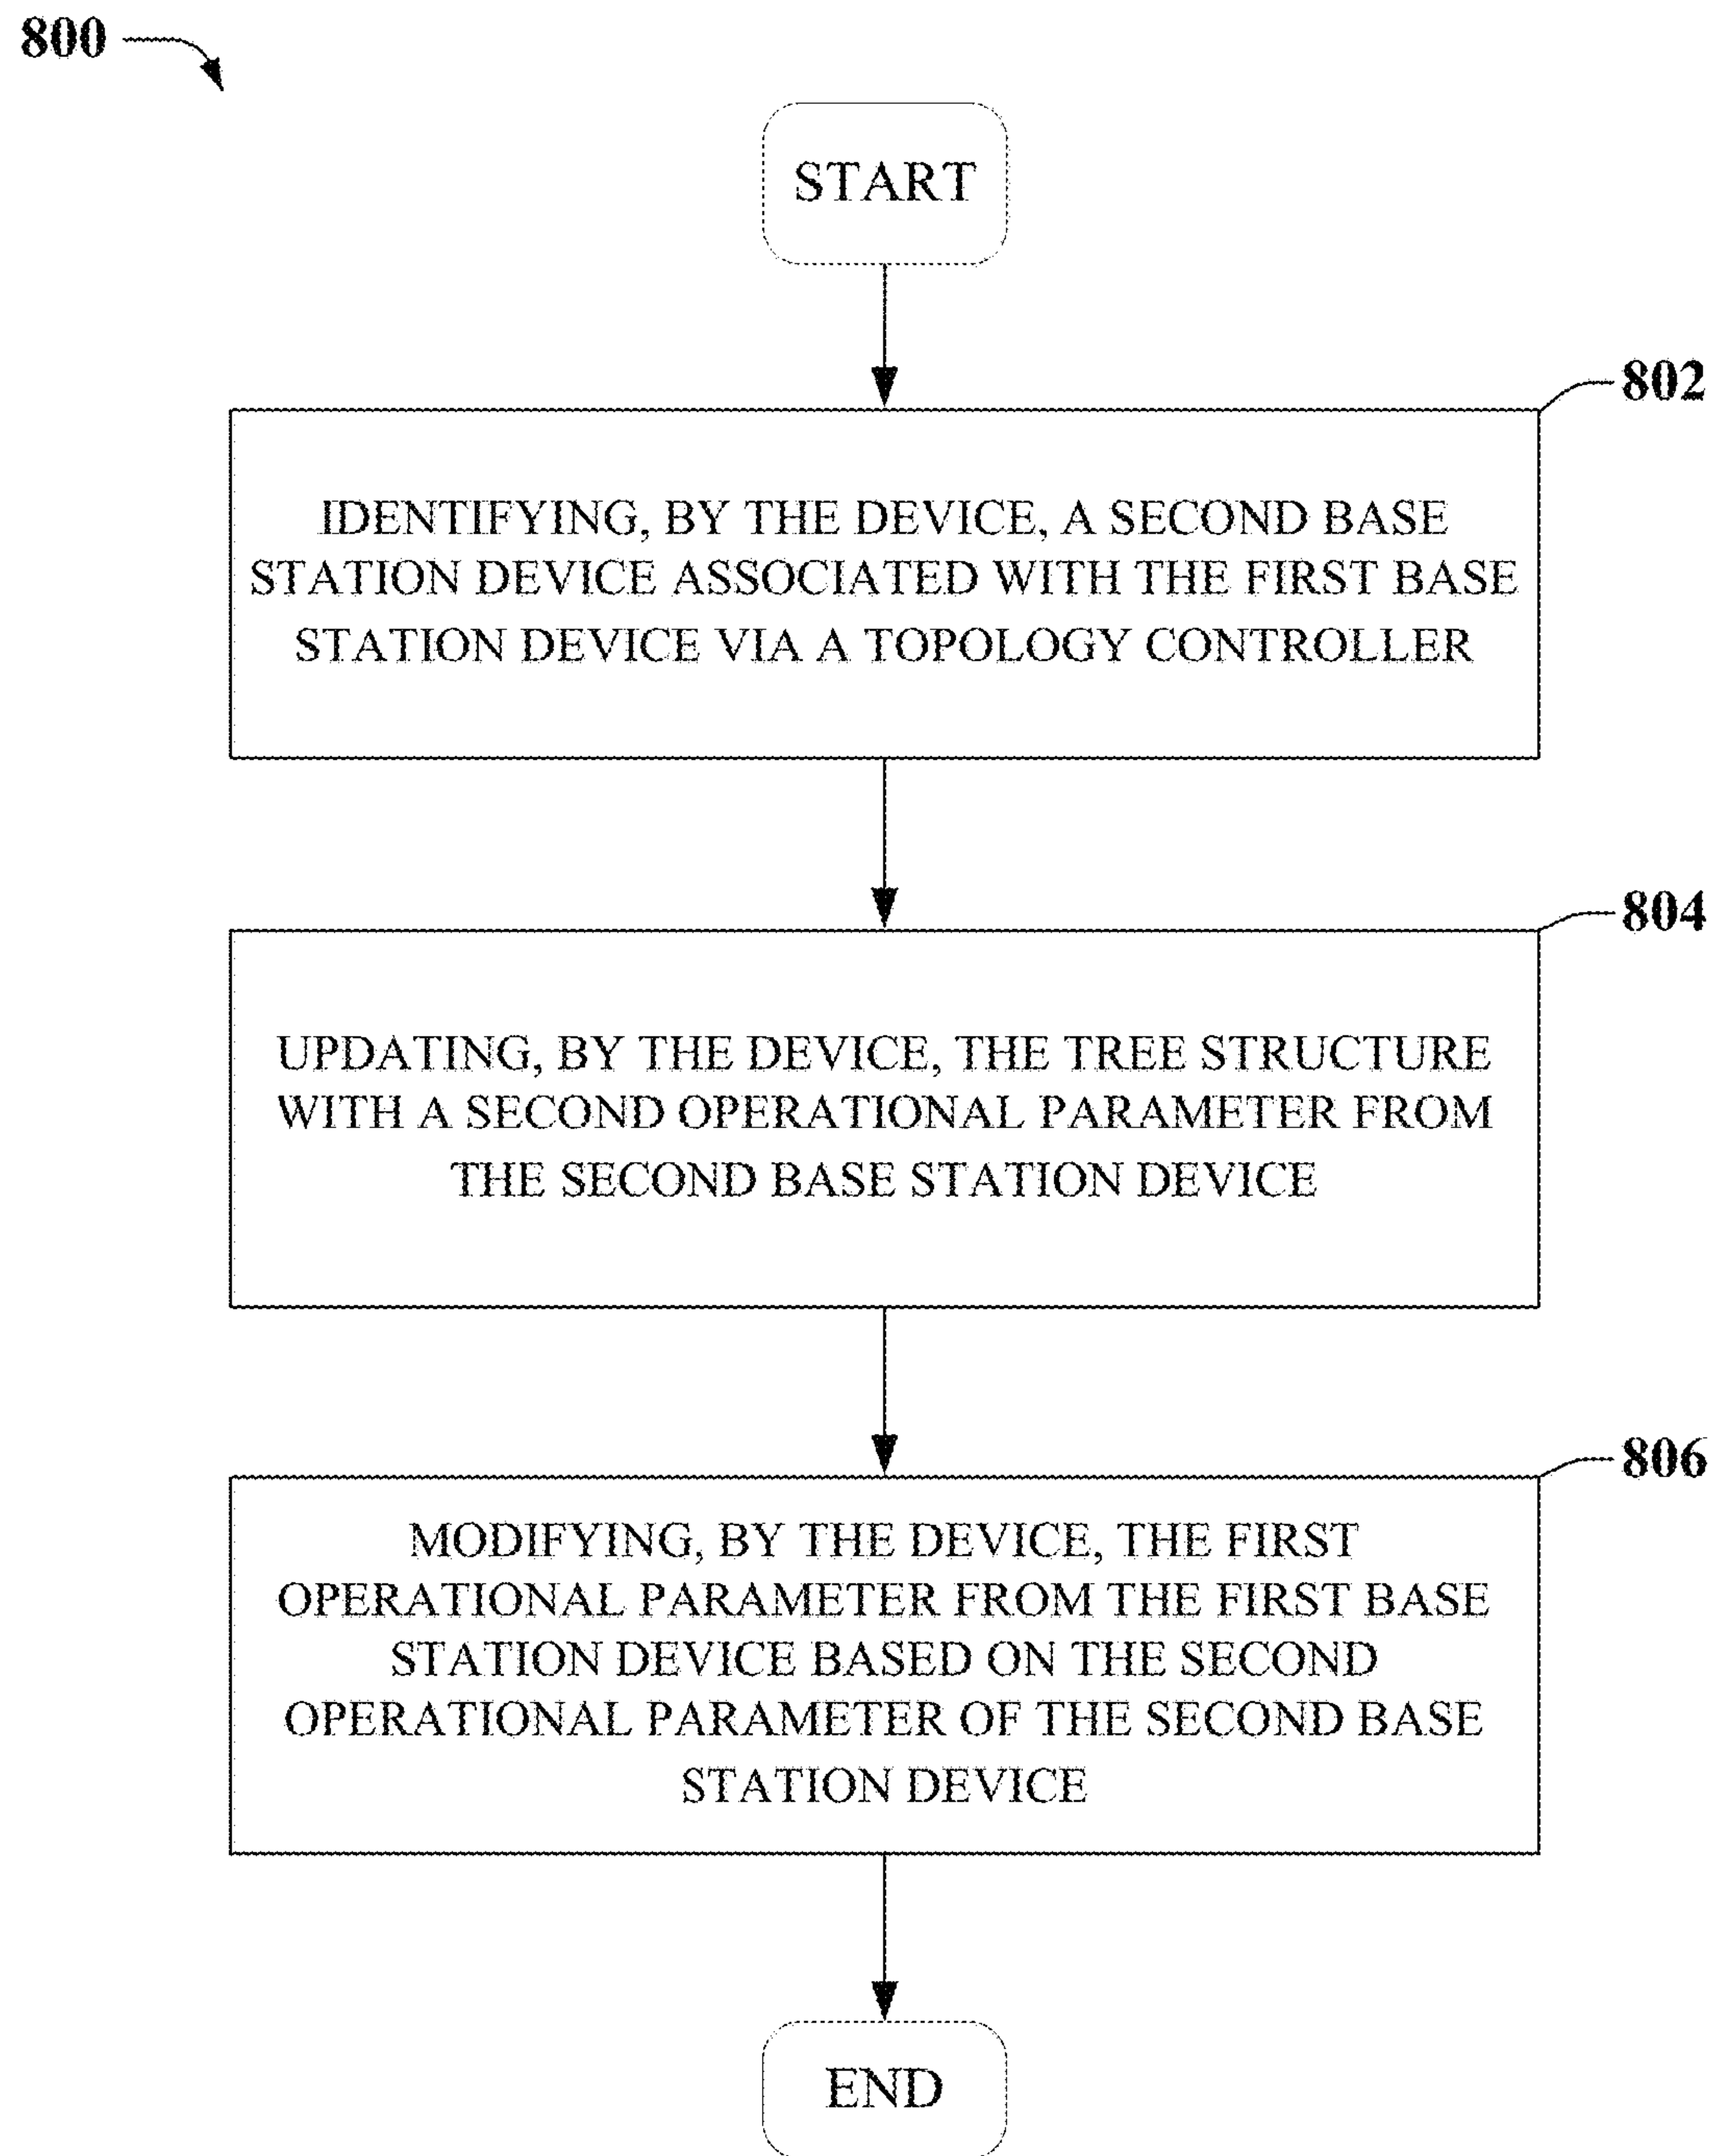 800
START
802
IDENTIFYING, BY THE DEVICE, A SECOND BASE
STATION DEVICE ASSOCIATED WITH THE FIRST BASE
STATION DEVICE VIA A TOPOLOGY CONTROLLER
804
UPDATING, BY THE DEVICE, THE TREE STRUCTURE
WITH A SECOND OPERATIONAL PARAMETER FROM
THE SECOND BASE STATION DEVICE
806
MODIFYING, BY THE DEVICE, THE FIRST
OPERATIONAL PARAMETER FROM THE FIRST BASE
STATION DEVICE BASED ON THE SECOND
OPERATIONAL PARAMETER OF THE SECOND BASE
STATION DEVICE
END